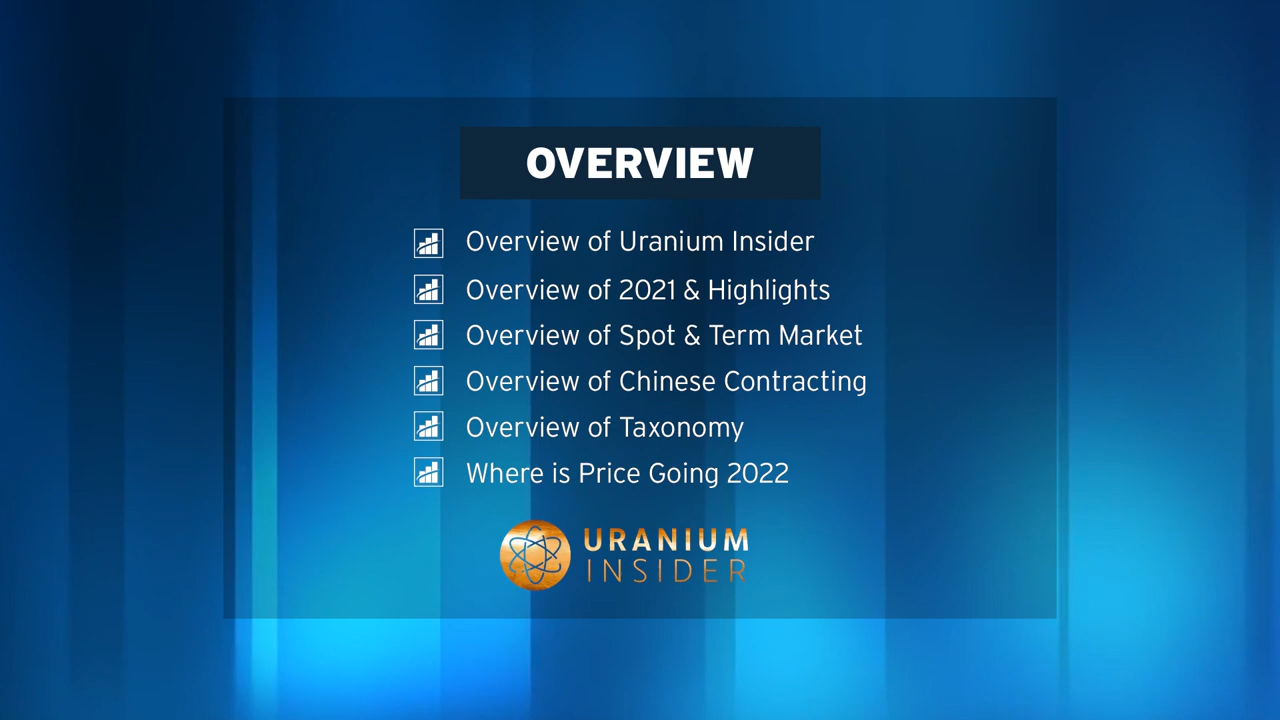 OVERVIEW
Overview of Uranium Insider
Overview of 2021 & Highlights
Overview of Spot & Term Market
Overview of Chinese Contracting
Overview of Taxonomy
Where is Price Going 2022
URANIUM
INSIDER